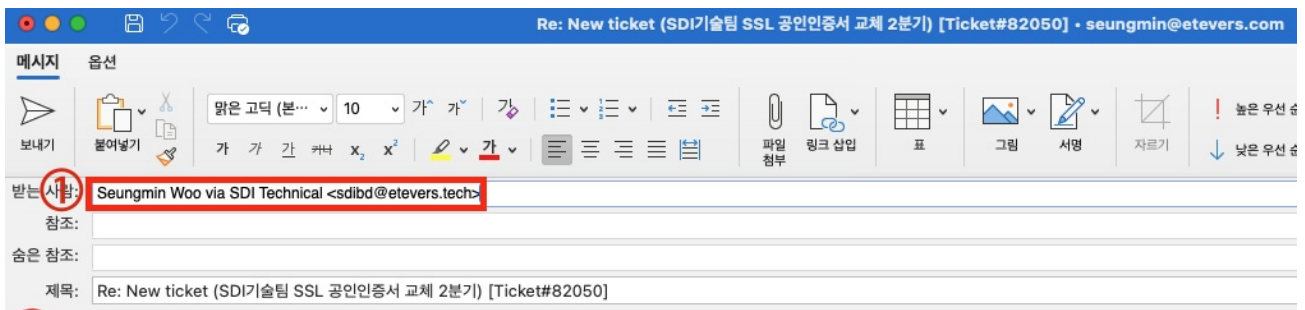 Re: New ticket (SDI기술팀 SSL 공인인증서 교체 2분기) [Ticket#82050] • seungmin@etevers.com
메시지 옵션
맑은 고딕 (본… 10 가 가 가
보내기 붙여넣기 가 가 가 가 x₂ x² 가 파일 첨부 링크 삽입 표 그림 서명 자르기 높은 우선 순
낮은 우선 순
받는 사람: ① Seungmin Woo via SDI Technical <sdibd@etevers.tech>
참조:
숨은 참조:
제목: Re: New ticket (SDI기술팀 SSL 공인인증서 교체 2분기) [Ticket#82050]